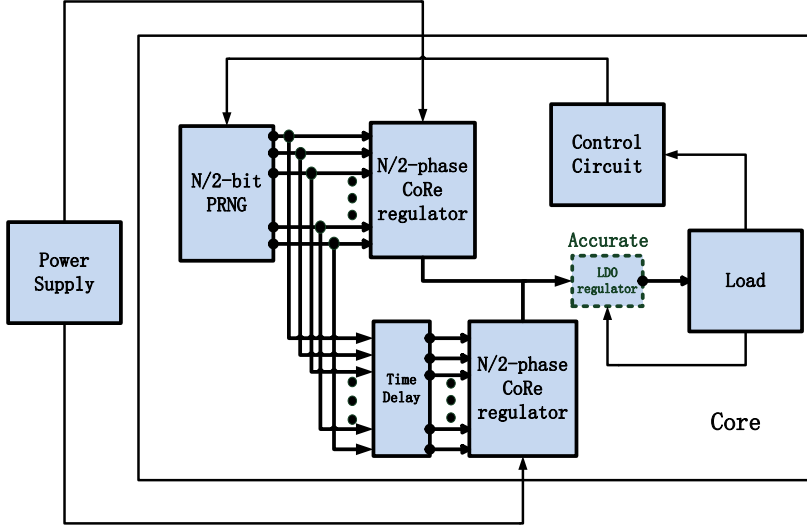 N/2-bit
PRNG
N/2-phase
CoRe
regulator
Control
Circuit
Power
Supply
Accurate
LDO
regulator
Load
Time
Delay
N/2-phase
CoRe
regulator
Core